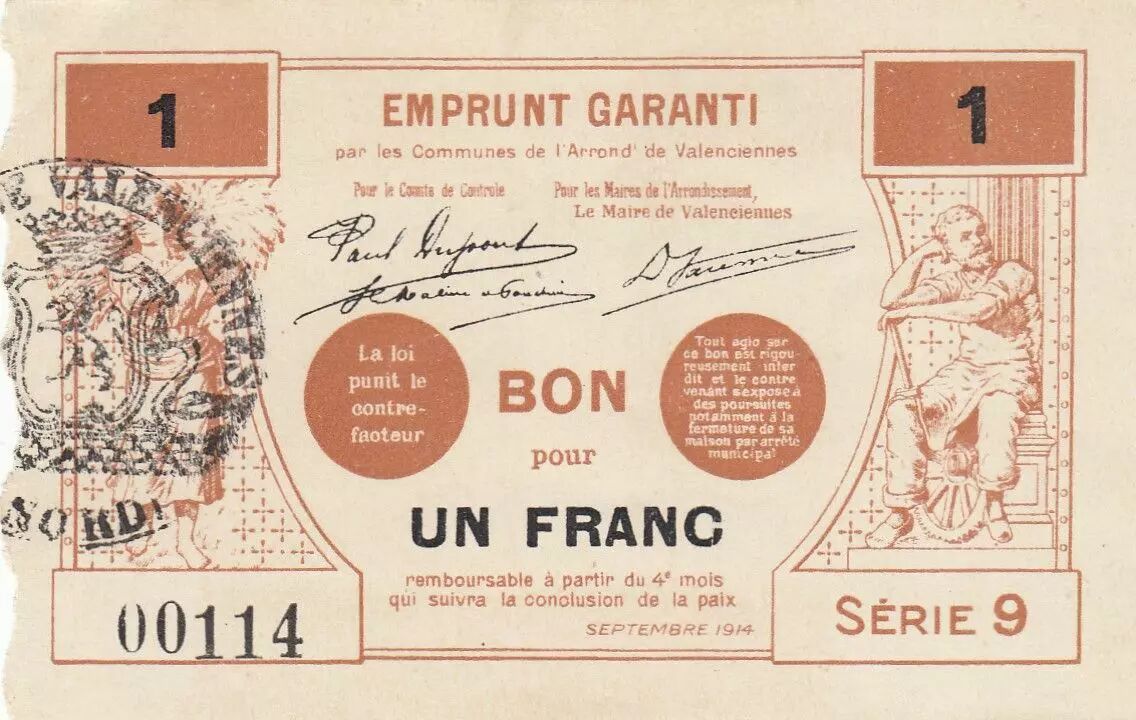 1
1
EMPRUNT GARANTI
par les Communes de l'Arrondt de Valenciennes
Pour le Comité de Contrôle
Pour les Maires de l'Arrondissement,
Le Maire de Valenciennes
Paul Dupont
E VALENCIENNES
NORD
La loi
punit le
contre-
facteur
BON
pour
UN FRANC
Tout agio sur
ce bon est rigou
reusement inter
dit et le contre
venant s'expose à
des poursuites
notamment à la
fermeture de sa
maison par arrêté
municipal
remboursable à partir du 4e mois
qui suivra la conclusion de la paix
SEPTEMBRE 1914
00114
SÉRIE 9